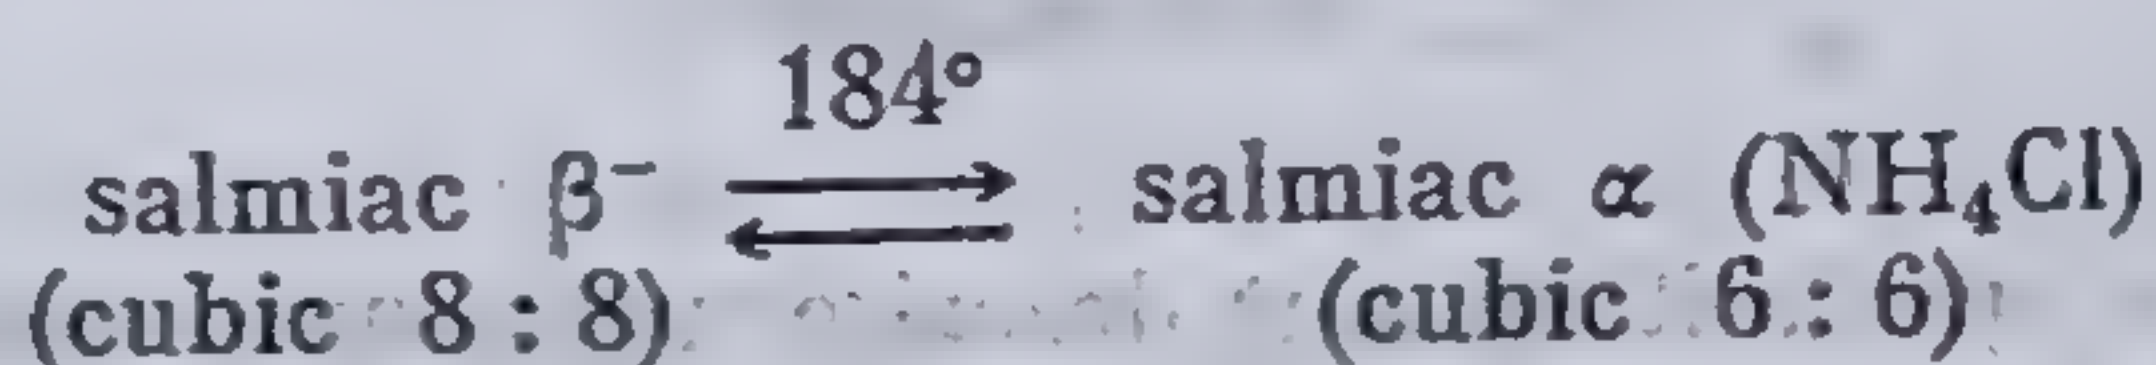 184°
salmiac β⁻ ⇄ salmiac α (NH₄Cl)
(cubic 8 : 8) (cubic 6 : 6)